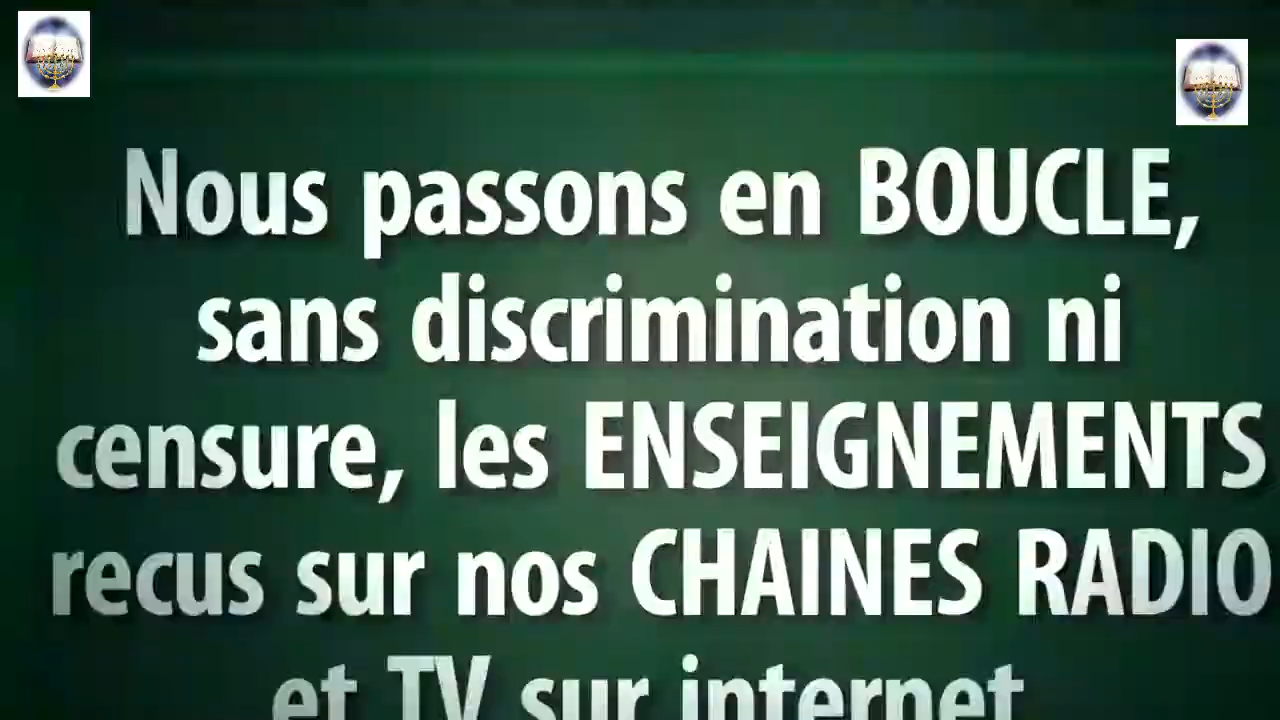 Nous passons en BOUCLE,
sans discrimination ni
censure, les ENSEIGNEMENTS
recus sur nos CHAINES RADIO
et TV sur internet